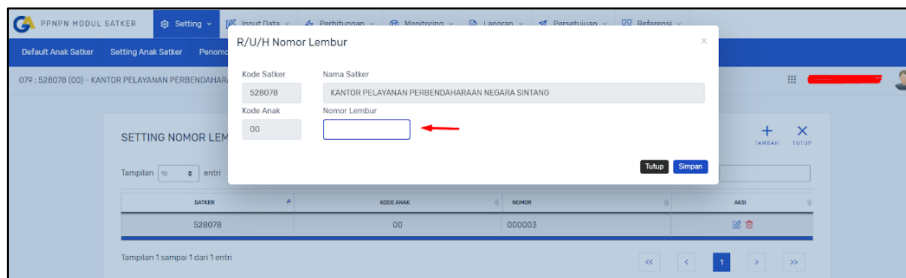 PPNPN MODUL SATKER Setting Input Data Perhitungan Monitoring Laporan Persetujuan Referensi
Default Anak Satker Setting Anak Satker Penomo
R/U/H Nomor Lembur
079 : 528078 (00) - KANTOR PELAYANAN PERBENDAHAR
Kode Satker Nama Satker
528078 KANTOR PELAYANAN PERBENDAHARAAN NEGARA SINTANG
Kode Anak Nomor Lembur
00
Tutup Simpan
SETTING NOMOR LEM
TAMBAH TUTUP
Tampilan 10 entri
SATKER KODE ANAK NOMOR AKSI
528078 00 000003
Tampilan 1 sampai 1 dari 1 entri
<< < 1 > >>